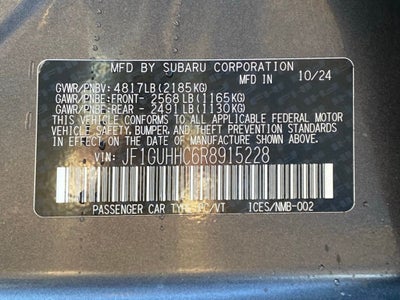 MFD BY SUBARU CORPORATION
MFD IN 10/24
GVWR/PNBV: 4817LB(2185KG)
GAWR/PNBE:FRONT- 2568LB(1165KG)
GAWR/PNBE:REAR - 2491LB(1130KG)
THIS VEHICLE CONFORMS TO ALL APPLICABLE FEDERAL MOTOR
VEHICLE SAFETY, BUMPER, AND THEFT PREVENTION STANDARDS
IN EFFECT ON THE DATE OF MANUFACTURE SHOWN ABOVE.
VIN: JF1GUHHC6R8915228
PASSENGER CAR TYPE:PC/VT ICES/NMB-002